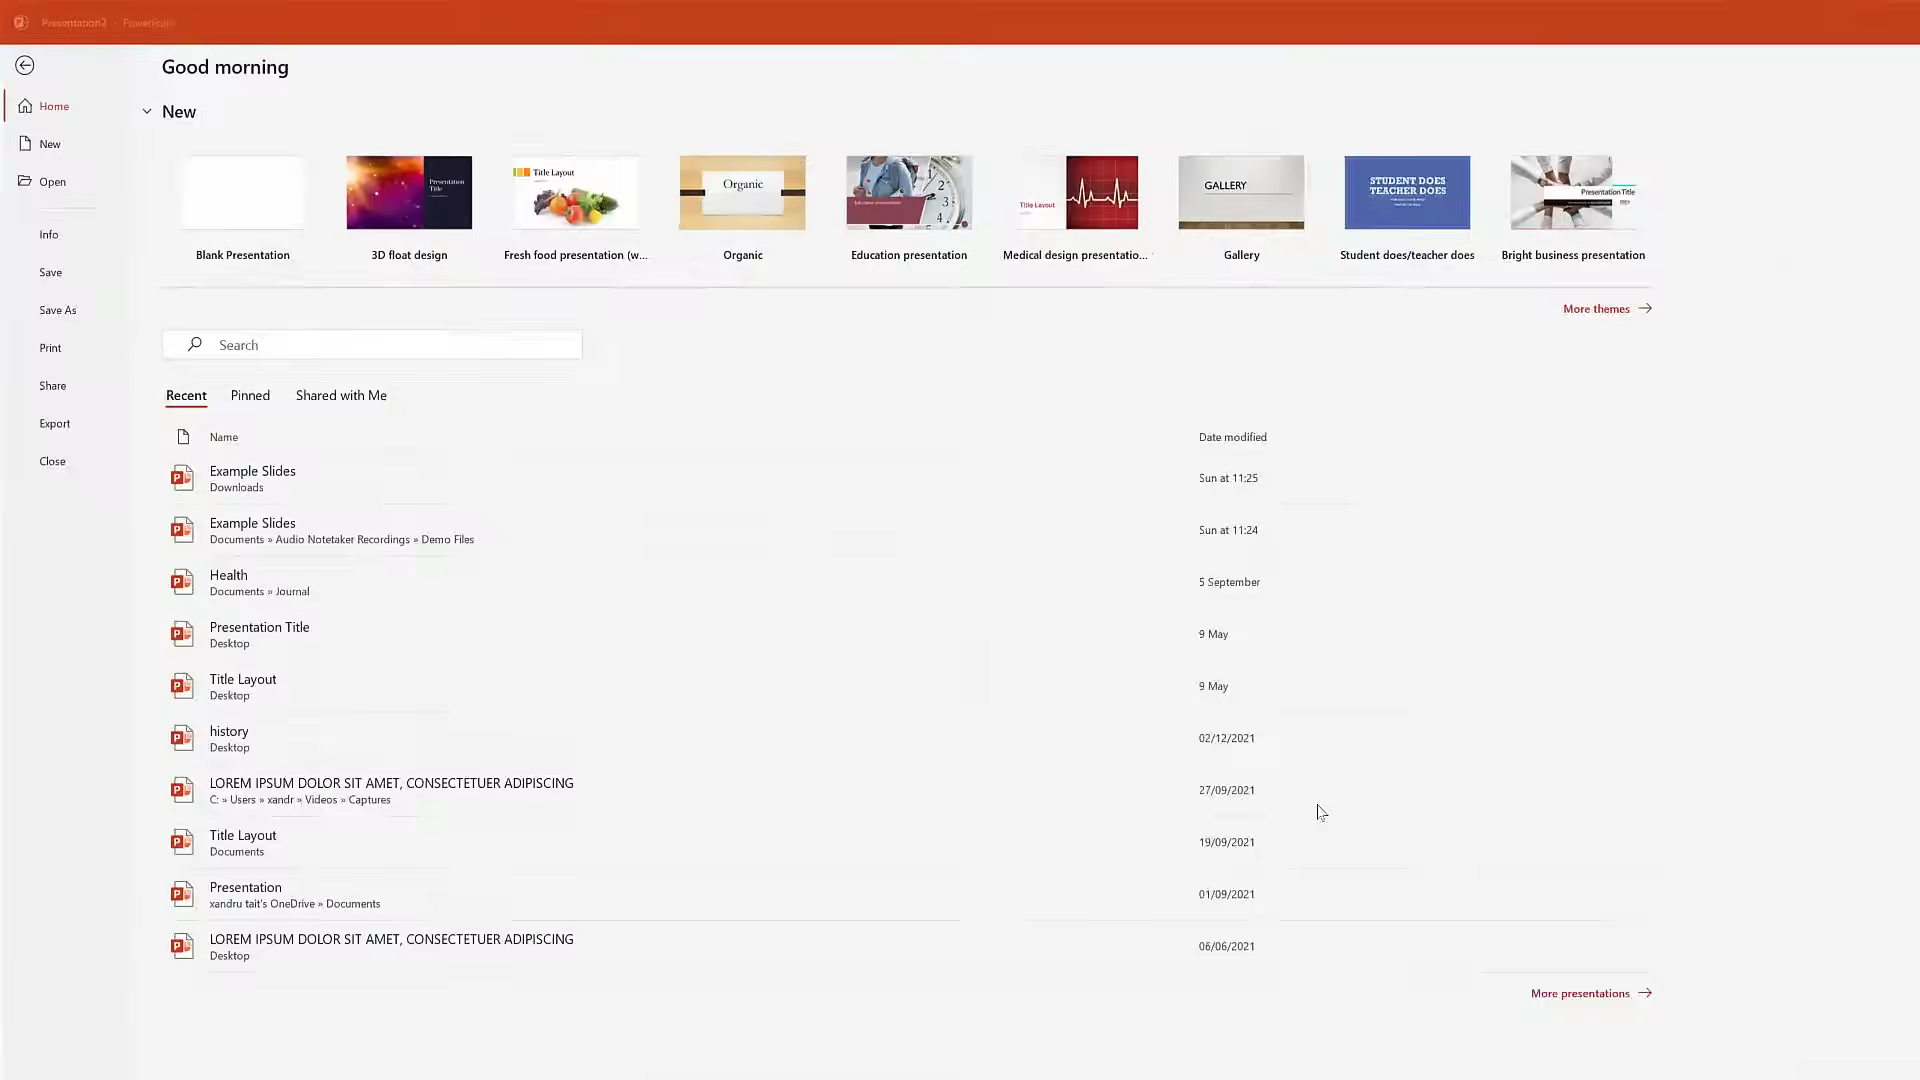 Presentation2 - PowerPoint
Good morning
Home
New
Open
Info
Save
Save As
Print
Share
Export
Close
New
Presentation
Title
Title Layout
Organic
Education presentation
Title Layout
GALLERY
STUDENT DOES
TEACHER DOES
Presentation Title
Blank Presentation
3D float design
Fresh food presentation (w...
Organic
Education presentation
Medical design presentatio...
Gallery
Student does/teacher does
Bright business presentation
More themes
Search
Recent Pinned Shared with Me
Name Date modified
Example Slides
Downloads
Sun at 11:25
Example Slides
Documents » Audio Notetaker Recordings » Demo Files
Sun at 11:24
Health
Documents » Journal
5 September
Presentation Title
Desktop
9 May
Title Layout
Desktop
9 May
history
Desktop
02/12/2021
LOREM IPSUM DOLOR SIT AMET, CONSECTETUER ADIPISCING
C: » Users » xandr » Videos » Captures
27/09/2021
Title Layout
Documents
19/09/2021
Presentation
xandru tait's OneDrive » Documents
01/09/2021
LOREM IPSUM DOLOR SIT AMET, CONSECTETUER ADIPISCING
Desktop
06/06/2021
More presentations